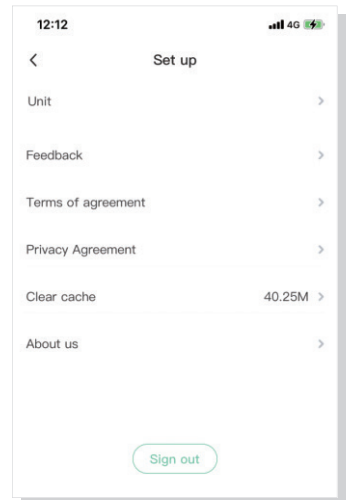 12:12 4G
Set up
Unit
Feedback
Terms of agreement
Privacy Agreement
Clear cache 40.25M
About us
Sign out